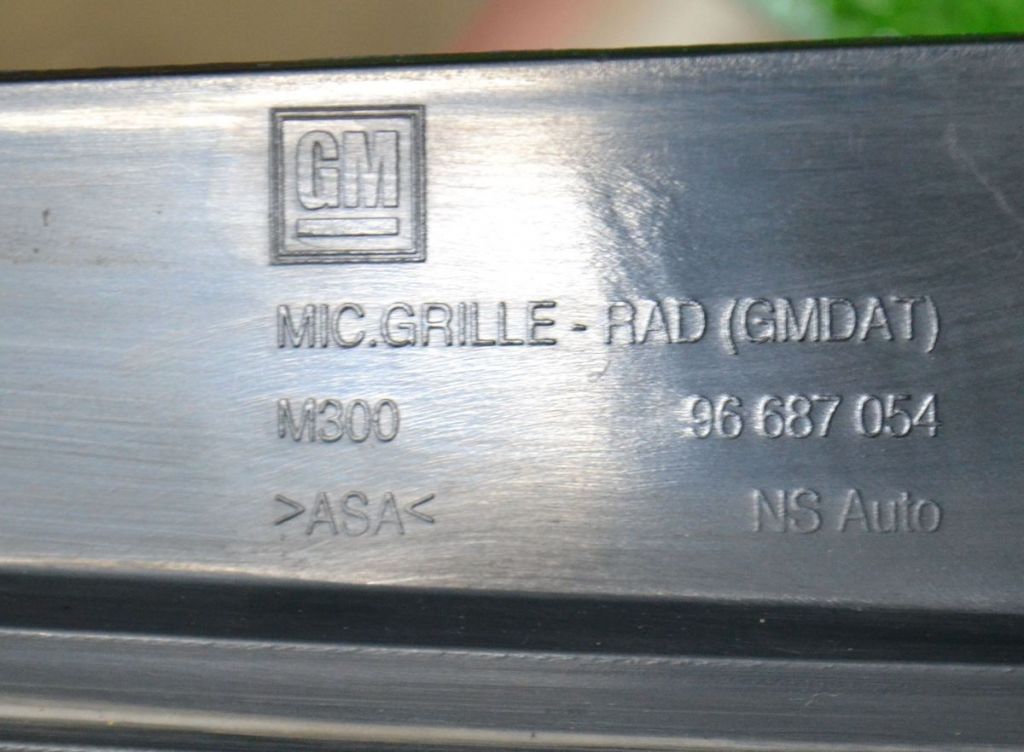 GM
MIC.GRILLE - RAD (GMDAT)
M300 96 687 054
>ASA< NS Auto